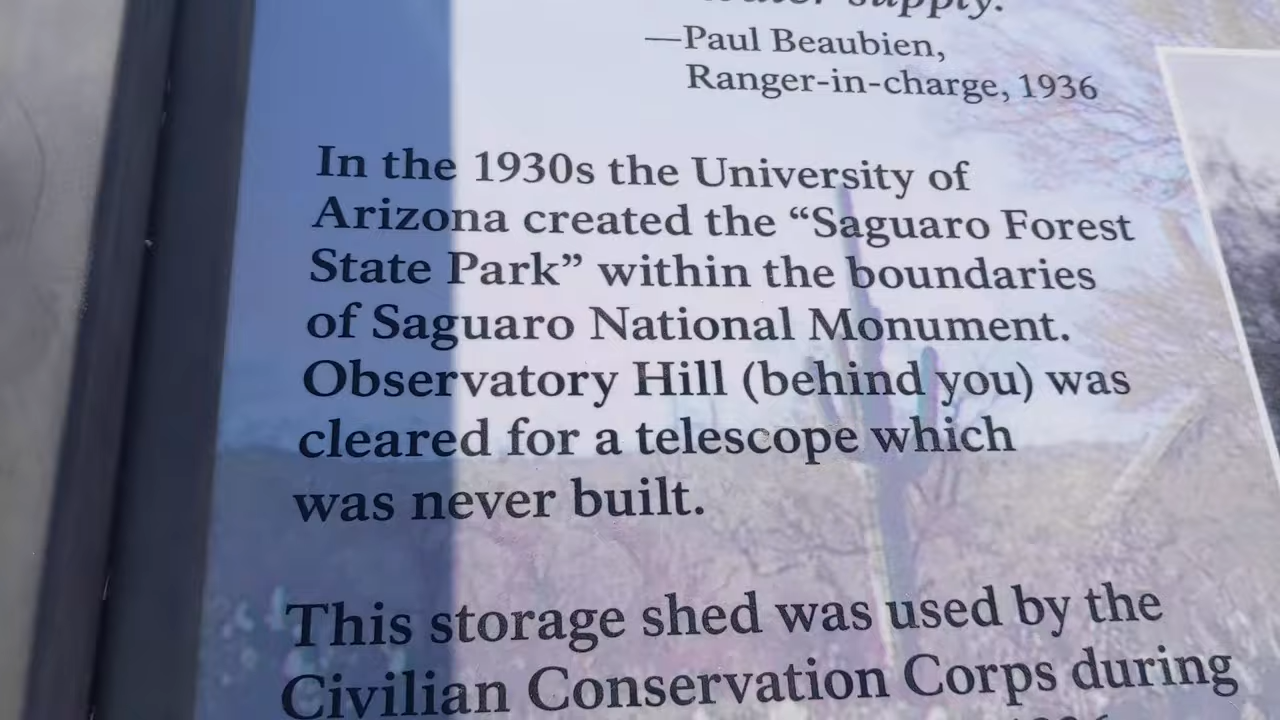 supply.
—Paul Beaubien,
Ranger-in-charge, 1936
In the 1930s the University of
Arizona created the “Saguaro Forest
State Park” within the boundaries
of Saguaro National Monument.
Observatory Hill (behind you) was
cleared for a telescope which
was never built.
This storage shed was used by the
Civilian Conservation Corps during